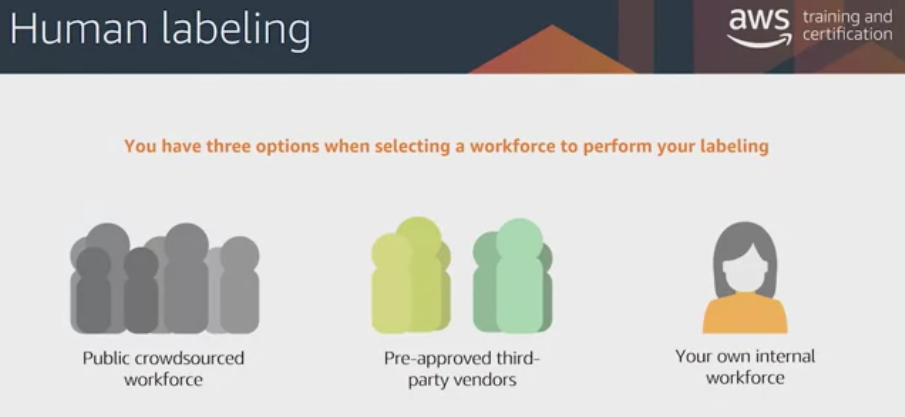 Human labeling
aws training and
certification
You have three options when selecting a workforce to perform your labeling
Public crowdsourced
workforce
Pre-approved third-
party vendors
Your own internal
workforce